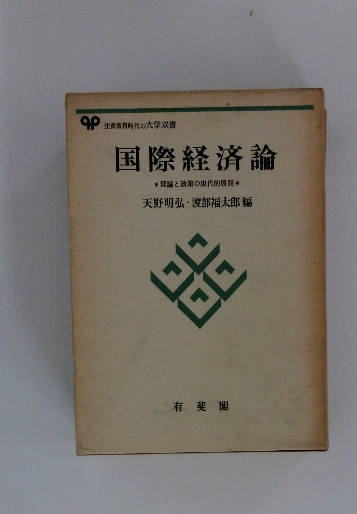 生涯教育時代の大学双書
国際経済論
*理論と政策の現代的展開*
天野明弘・渡部福太郎編
有斐閣